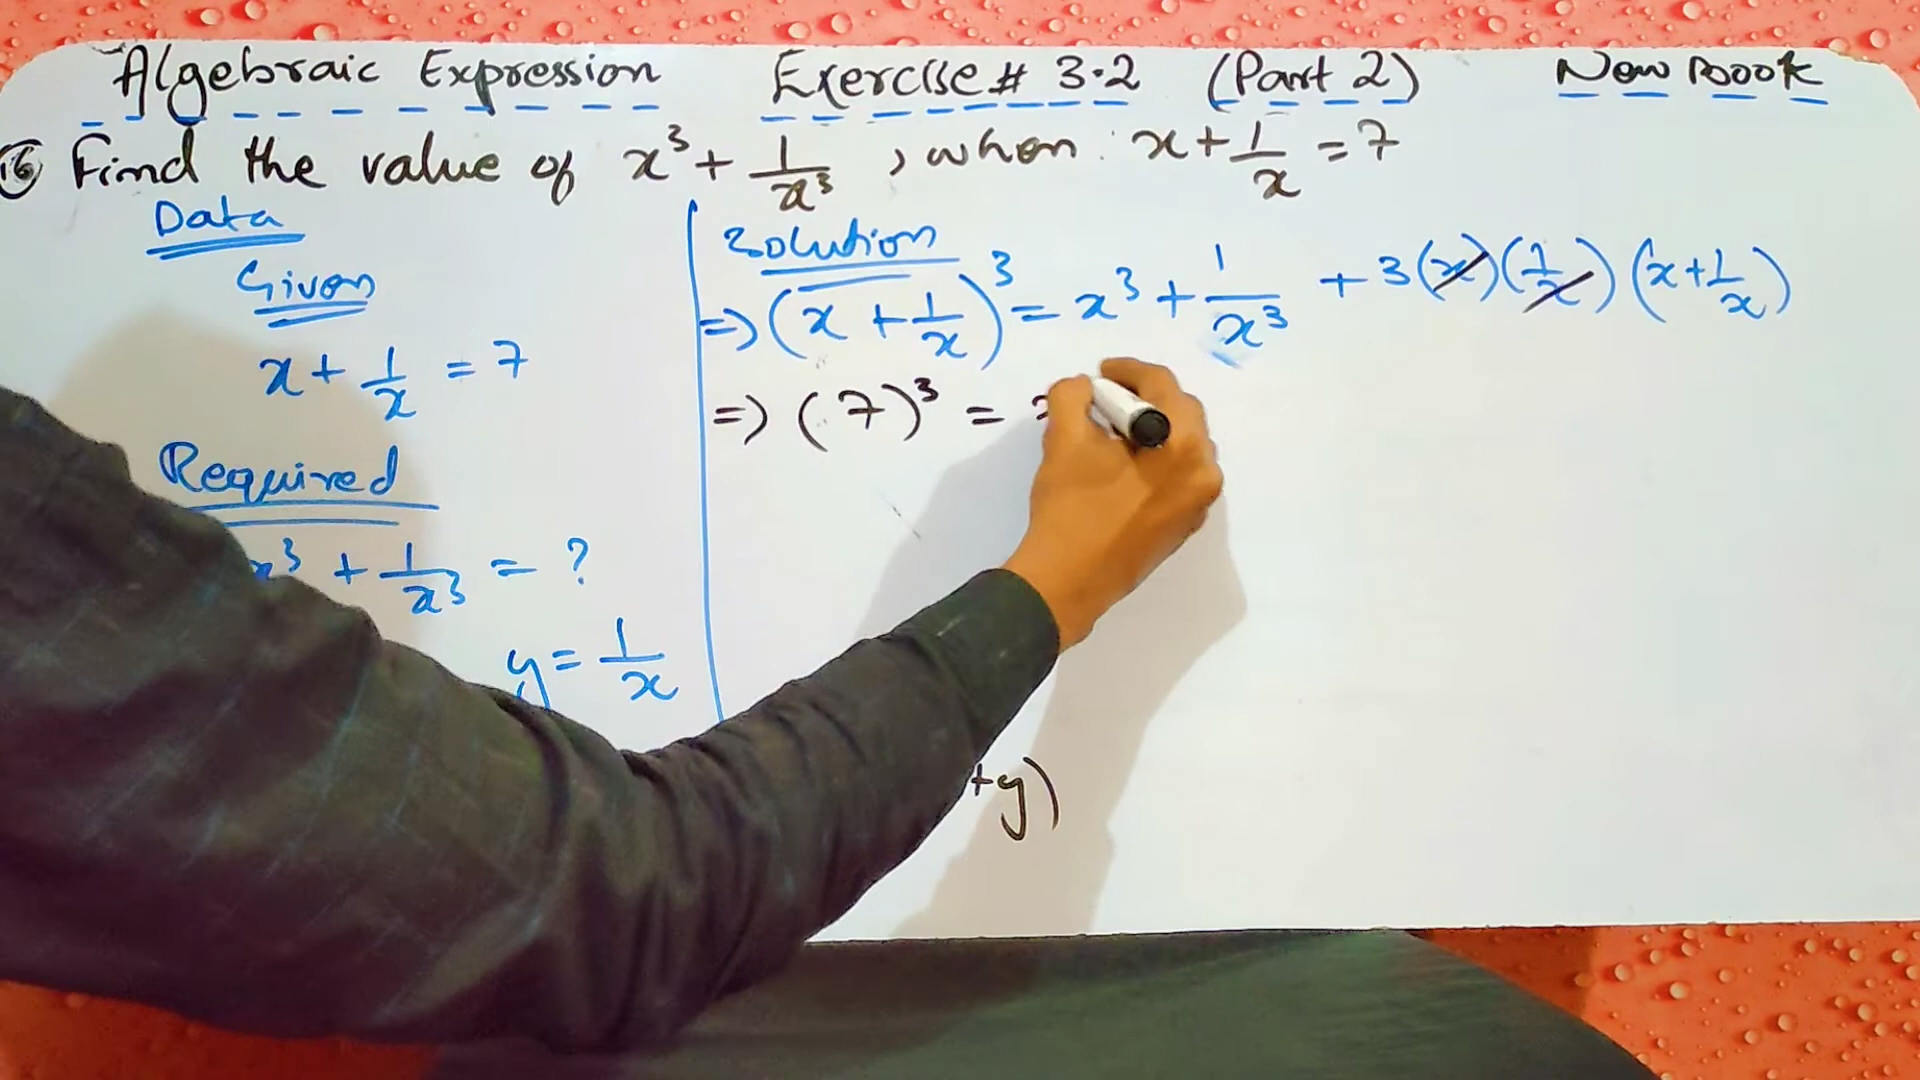 Algebraic Expression Exercise # 3.2 (Part 2) New Book
16 Find the value of x³ + 1/x³ , when x + 1/x = 7
Data
Given
x + 1/x = 7
Required
x³ + 1/x³ = ?
y = 1/x
Solution
=> (x + 1/x)³ = x³ + 1/x³ + 3(x)(1/x)(x + 1/x)
=> (7)³ =
+y)